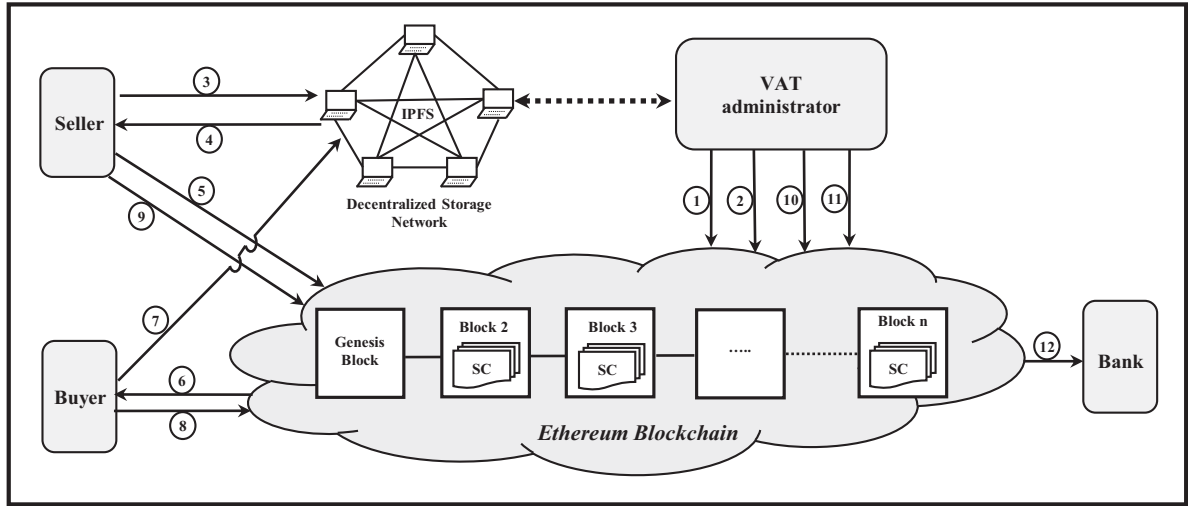 3
Seller
4
IPFS
VAT
administrator
5
9
Decentralized Storage
Network
1
2
10
11
7
Genesis
Block
Block 2
SC
Block 3
SC
.....
Block n
SC
12
Bank
Buyer
6
8
Ethereum Blockchain